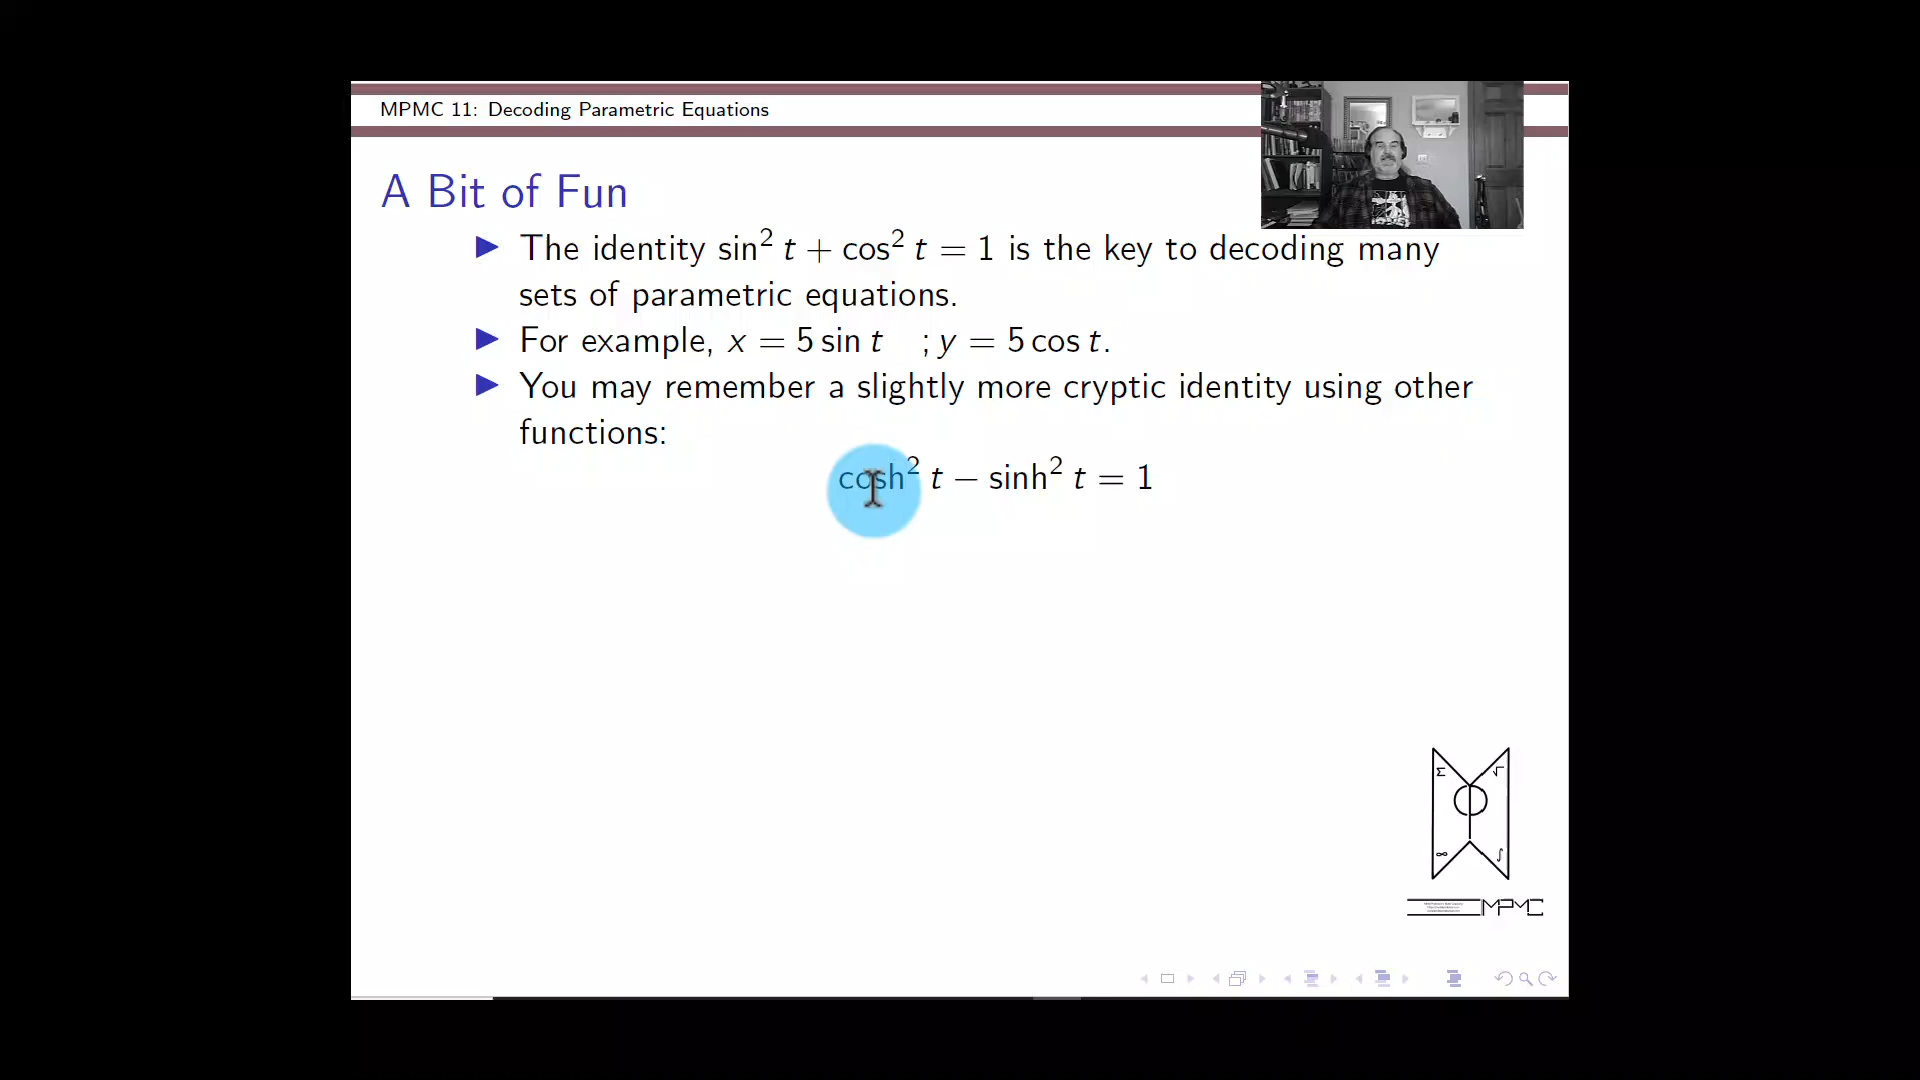 MPMC 11: Decoding Parametric Equations
A Bit of Fun
▶ The identity sin² t + cos² t = 1 is the key to decoding many
sets of parametric equations.
▶ For example, x = 5 sin t ; y = 5 cos t.
▶ You may remember a slightly more cryptic identity using other
functions:
cosh² t − sinh² t = 1
Σ √
∞ ∫
MPMC